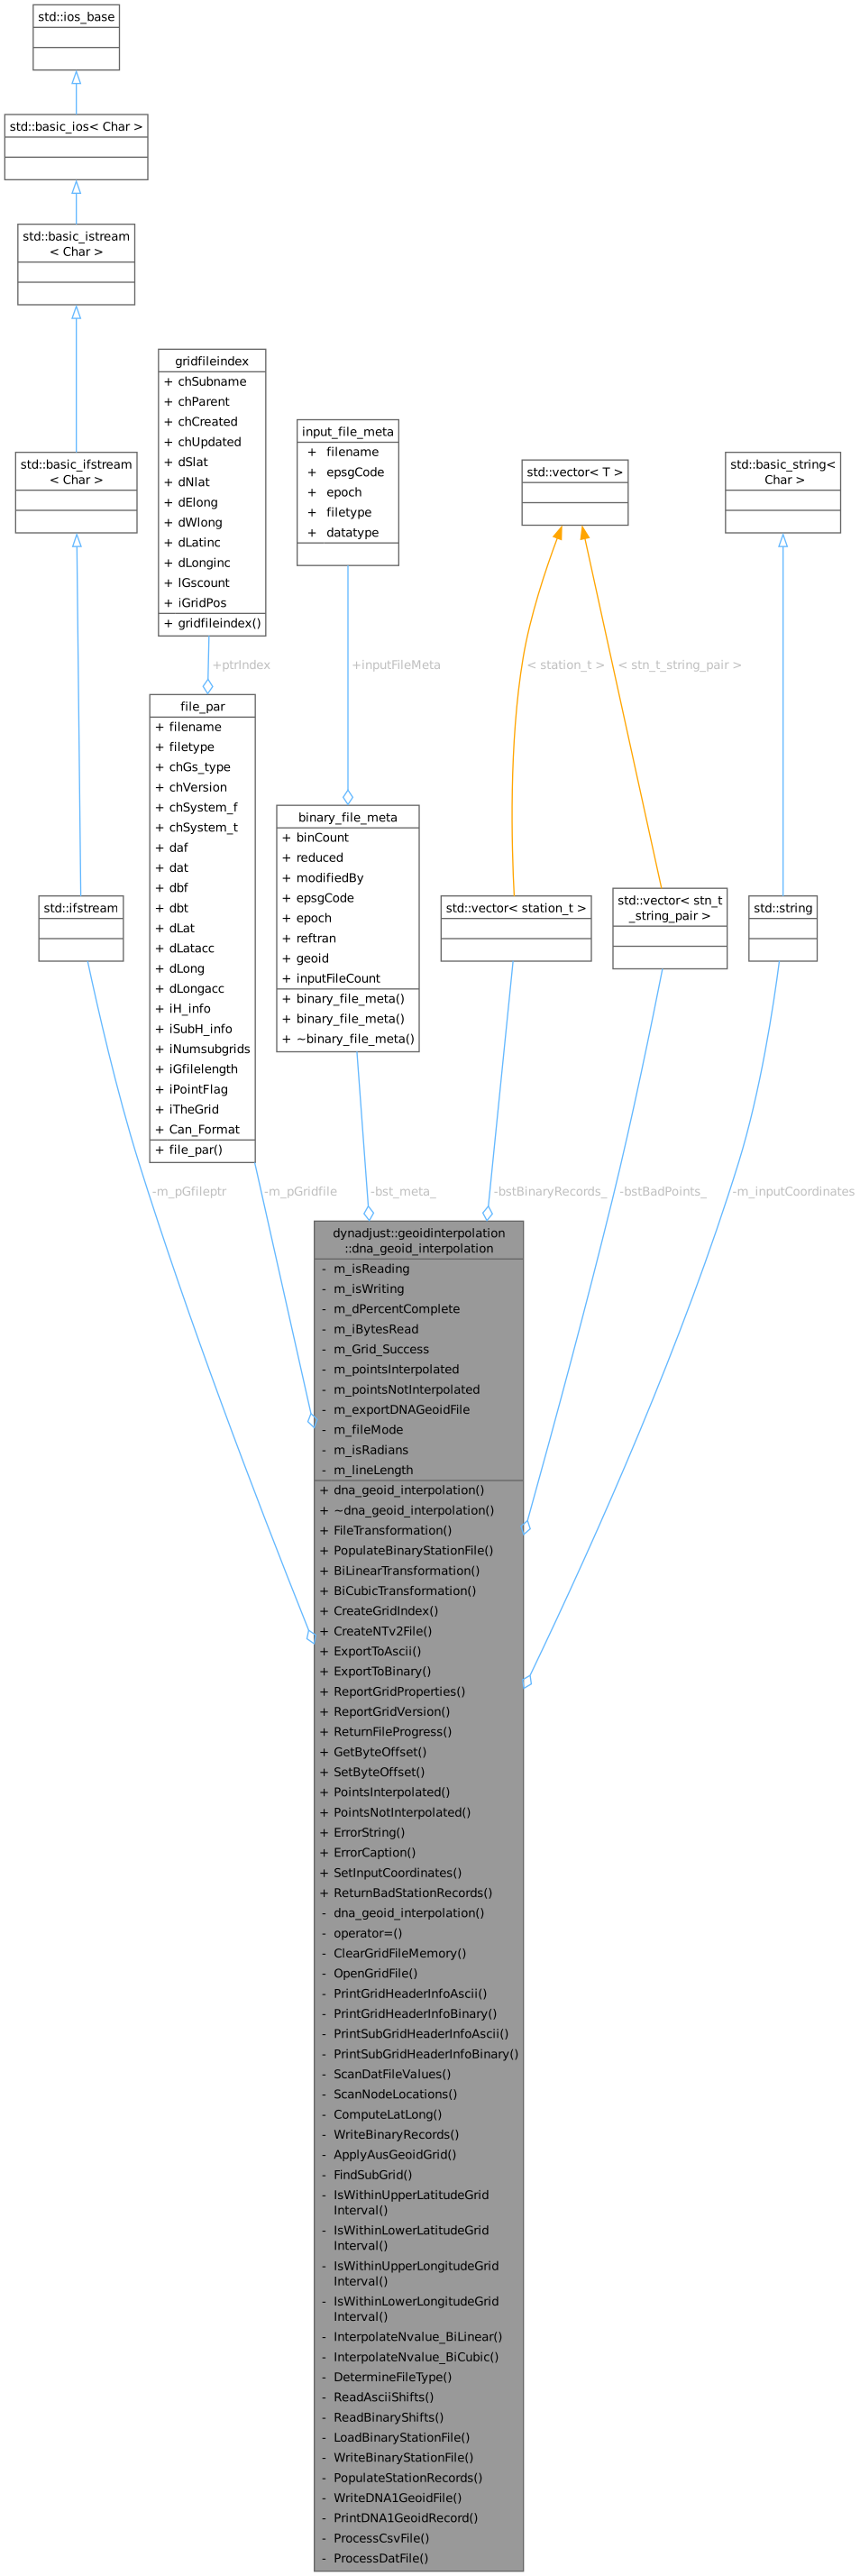 std::ios_base
std::basic_ios< Char >
std::basic_istream
< Char >
std::basic_ifstream
< Char >
gridfileindex
+ chSubname
+ chParent
+ chCreated
+ chUpdated
+ dSlat
+ dNlat
+ dElong
+ dWlong
+ dLatinc
+ dLonginc
+ lGscount
+ iGridPos
+ gridfileindex()
input_file_meta
+ filename
+ epsgCode
+ epoch
+ filetype
+ datatype
std::vector< T >
std::basic_string<
Char >
+ptrIndex
+inputFileMeta
< station_t >
< stn_t_string_pair >
std::ifstream
file_par
+ filename
+ filetype
+ chGs_type
+ chVersion
+ chSystem_f
+ chSystem_t
+ daf
+ dat
+ dbf
+ dbt
+ dLat
+ dLatacc
+ dLong
+ dLongacc
+ iH_info
+ iSubH_info
+ iNumsubgrids
+ iGfilelength
+ iPointFlag
+ iTheGrid
+ Can_Format
+ file_par()
binary_file_meta
+ binCount
+ reduced
+ modifiedBy
+ epsgCode
+ epoch
+ reftran
+ geoid
+ inputFileCount
+ binary_file_meta()
+ binary_file_meta()
+ ~binary_file_meta()
std::vector< station_t >
std::vector< stn_t
_string_pair >
std::string
-m_pGfileptr
-m_pGridfile
-bst_meta_
-bstBinaryRecords_
-bstBadPoints_
-m_inputCoordinates
dynadjust::geoidinterpolation
::dna_geoid_interpolation
- m_isReading
- m_isWriting
- m_dPercentComplete
- m_iBytesRead
- m_Grid_Success
- m_pointsInterpolated
- m_pointsNotInterpolated
- m_exportDNAGeoidFile
- m_fileMode
- m_isRadians
- m_lineLength
+ dna_geoid_interpolation()
+ ~dna_geoid_interpolation()
+ FileTransformation()
+ PopulateBinaryStationFile()
+ BiLinearTransformation()
+ BiCubicTransformation()
+ CreateGridIndex()
+ CreateNTv2File()
+ ExportToAscii()
+ ExportToBinary()
+ ReportGridProperties()
+ ReportGridVersion()
+ ReturnFileProgress()
+ GetByteOffset()
+ SetByteOffset()
+ PointsInterpolated()
+ PointsNotInterpolated()
+ ErrorString()
+ ErrorCaption()
+ SetInputCoordinates()
+ ReturnBadStationRecords()
- dna_geoid_interpolation()
- operator=()
- ClearGridFileMemory()
- OpenGridFile()
- PrintGridHeaderInfoAscii()
- PrintGridHeaderInfoBinary()
- PrintSubGridHeaderInfoAscii()
- PrintSubGridHeaderInfoBinary()
- ScanDatFileValues()
- ScanNodeLocations()
- ComputeLatLong()
- WriteBinaryRecords()
- ApplyAusGeoidGrid()
- FindSubGrid()
- IsWithinUpperLatitudeGrid
Interval()
- IsWithinLowerLatitudeGrid
Interval()
- IsWithinUpperLongitudeGrid
Interval()
- IsWithinLowerLongitudeGrid
Interval()
- InterpolateNvalue_BiLinear()
- InterpolateNvalue_BiCubic()
- DetermineFileType()
- ReadAsciiShifts()
- ReadBinaryShifts()
- LoadBinaryStationFile()
- WriteBinaryStationFile()
- PopulateStationRecords()
- WriteDNA1GeoidFile()
- PrintDNA1GeoidRecord()
- ProcessCsvFile()
- ProcessDatFile()